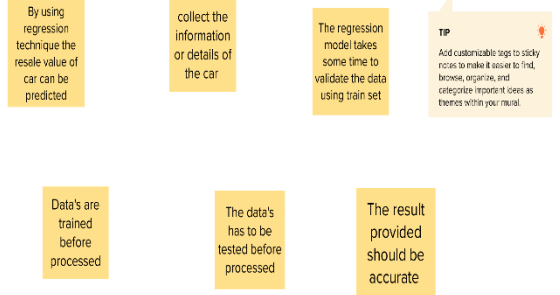 By using
regression
technique the
resale value of
car can be
predicted
collect the
information
or details of
the car
The regression
model takes
some time to
validate the data
using train set
TIP
Add customizable tags to sticky
notes to make it easier to find,
browse, organize, and
categorize important ideas as
themes within your mural.
Data's are
trained
before
processed
The data's
has to be
tested before
processed
The result
provided
should be
accurate